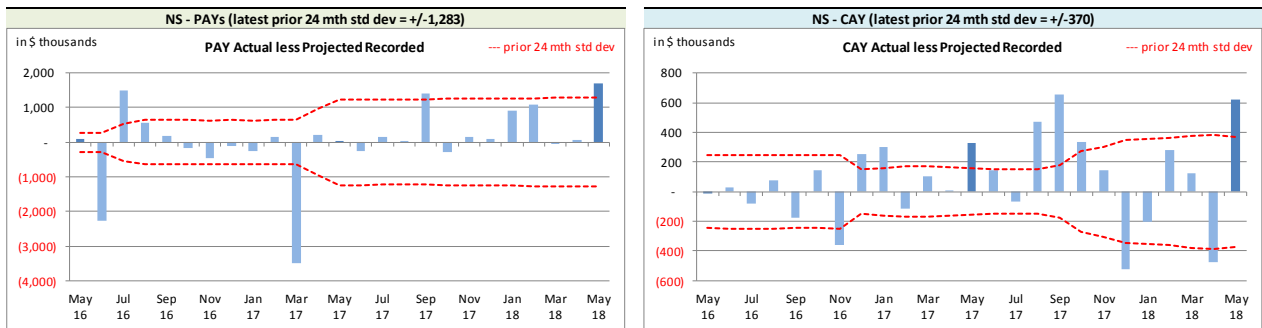 NS - PAYs (latest prior 24 mth std dev = +/-1,283)
in $ thousands
PAY Actual less Projected Recorded
--- prior 24 mth std dev
2,000
1,000
-
(1,000)
(2,000)
(3,000)
(4,000)
May Jul Sep Nov Jan Mar May Jul Sep Nov Jan Mar May
16 16 16 16 17 17 17 17 17 17 18 18 18
NS - CAY (latest prior 24 mth std dev = +/-370)
in $ thousands
CAY Actual less Projected Recorded
--- prior 24 mth std dev
800
600
400
200
-
(200)
(400)
(600)
May Jul Sep Nov Jan Mar May Jul Sep Nov Jan Mar May
16 16 16 16 17 17 17 17 17 17 18 18 18